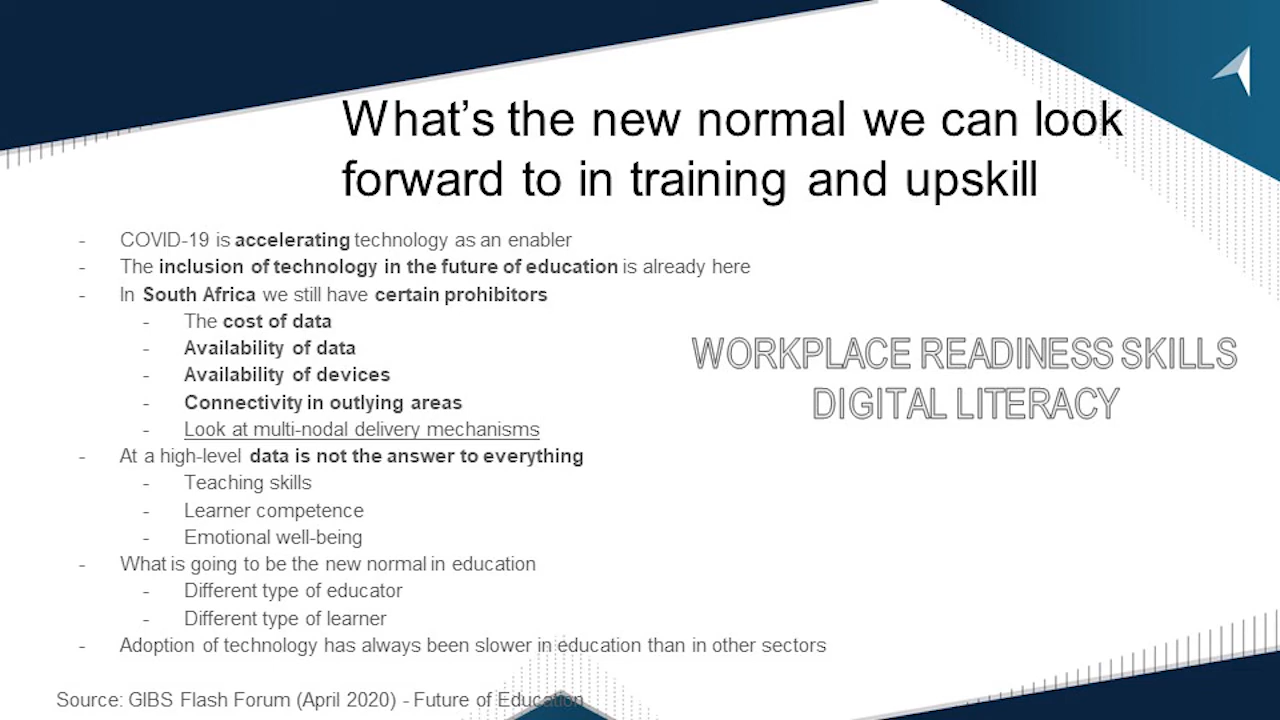 What’s the new normal we can look
forward to in training and upskill
- COVID-19 is accelerating technology as an enabler
- The inclusion of technology in the future of education is already here
- In South Africa we still have certain prohibitors
- The cost of data
- Availability of data
- Availability of devices
- Connectivity in outlying areas
- Look at multi-nodal delivery mechanisms
- At a high-level data is not the answer to everything
- Teaching skills
- Learner competence
- Emotional well-being
- What is going to be the new normal in education
- Different type of educator
- Different type of learner
- Adoption of technology has always been slower in education than in other sectors
WORKPLACE READINESS SKILLS
DIGITAL LITERACY
Source: GIBS Flash Forum (April 2020) - Future of Education